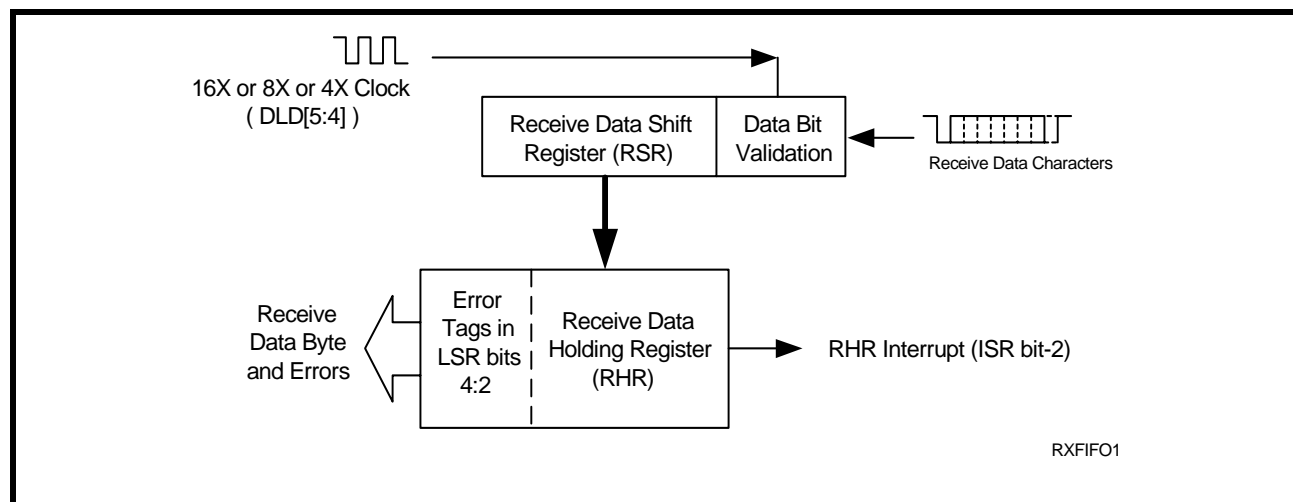 16X or 8X or 4X Clock
( DLD[5:4] )
Receive Data Shift
Register (RSR)
Data Bit
Validation
Receive Data Characters
Receive
Data Byte
and Errors
Error
Tags in
LSR bits
4:2
Receive Data
Holding Register
(RHR)
RHR Interrupt (ISR bit-2)
RXFIFO1